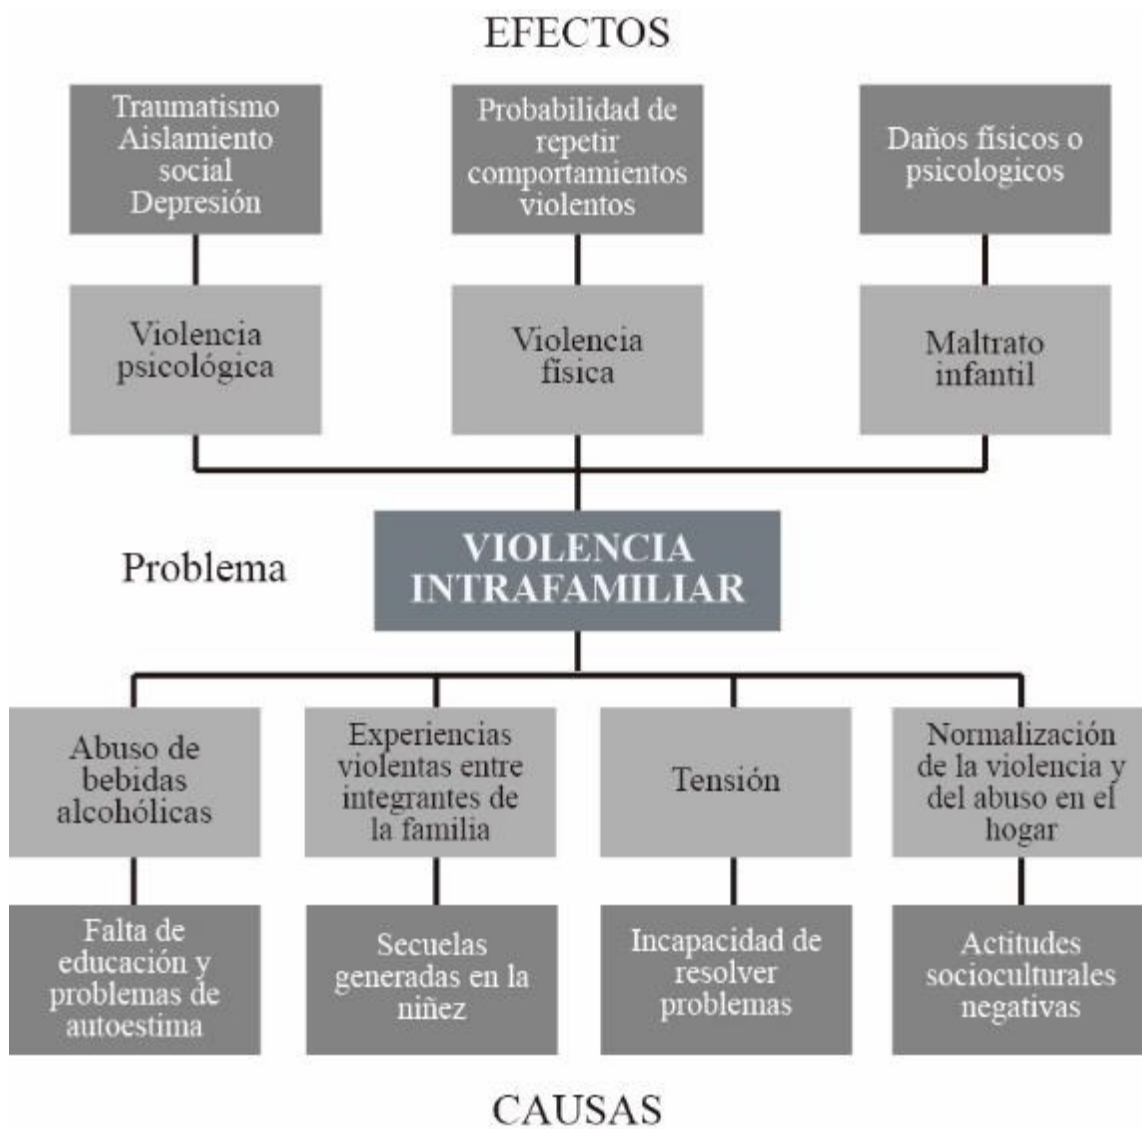 EFECTOS
Traumatismo
Aislamiento
social
Depresión
Probabilidad de
repetir
comportamientos
violentos
Daños físicos o
psicologicos
Violencia
psicológica
Violencia
física
Maltrato
infantil
Problema
VIOLENCIA
INTRAFAMILIAR
Abuso de
bebidas
alcohólicas
Experiencias
violentas entre
integrantes de
la familia
Tensión
Normalización
de la violencia y
del abuso en el
hogar
Falta de
educación y
problemas de
autoestima
Secuelas
generadas en la
niñez
Incapacidad de
resolver
problemas
Actitudes
socioculturales
negativas
CAUSAS